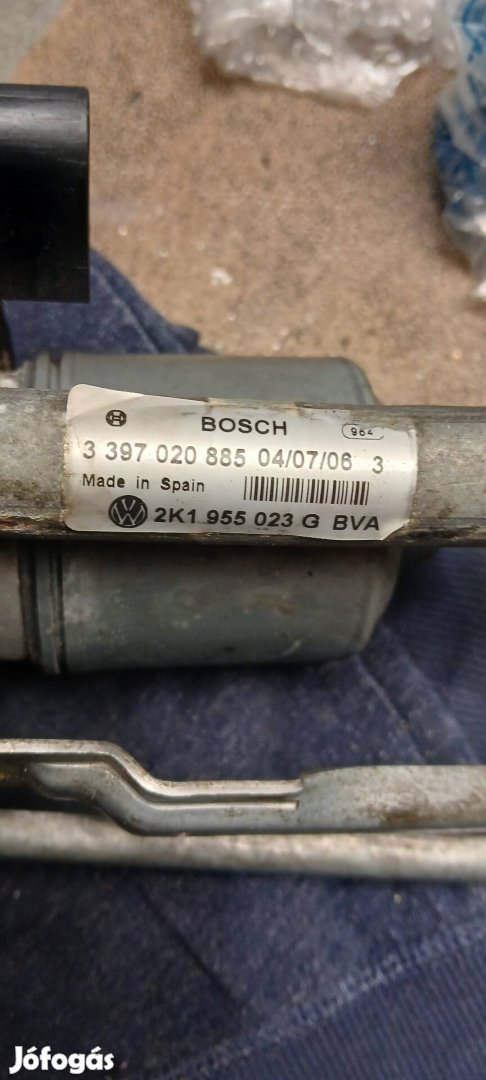 BOSCH 964
3 397 020 885 04/07/06 3
Made in Spain
2K1 955 023 G BVA
Jófogás